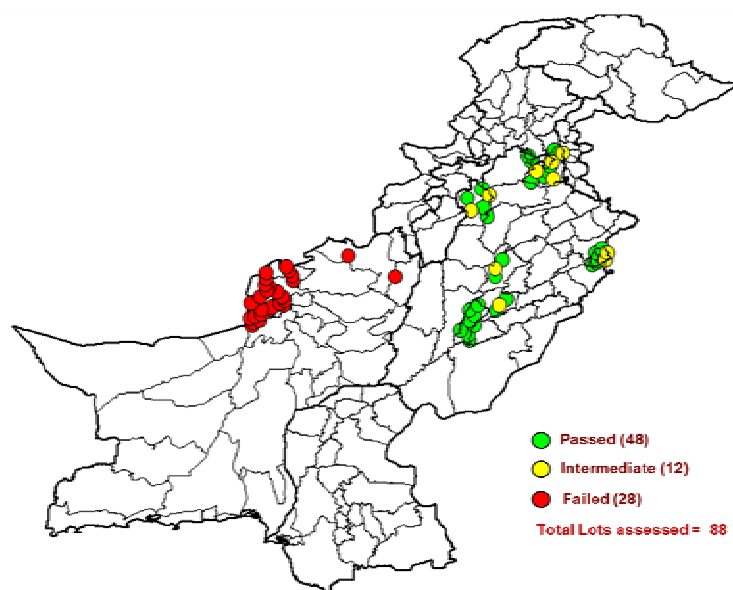 Passed (48)
Intermediate (12)
Failed (28)
Total Lots assessed = 88